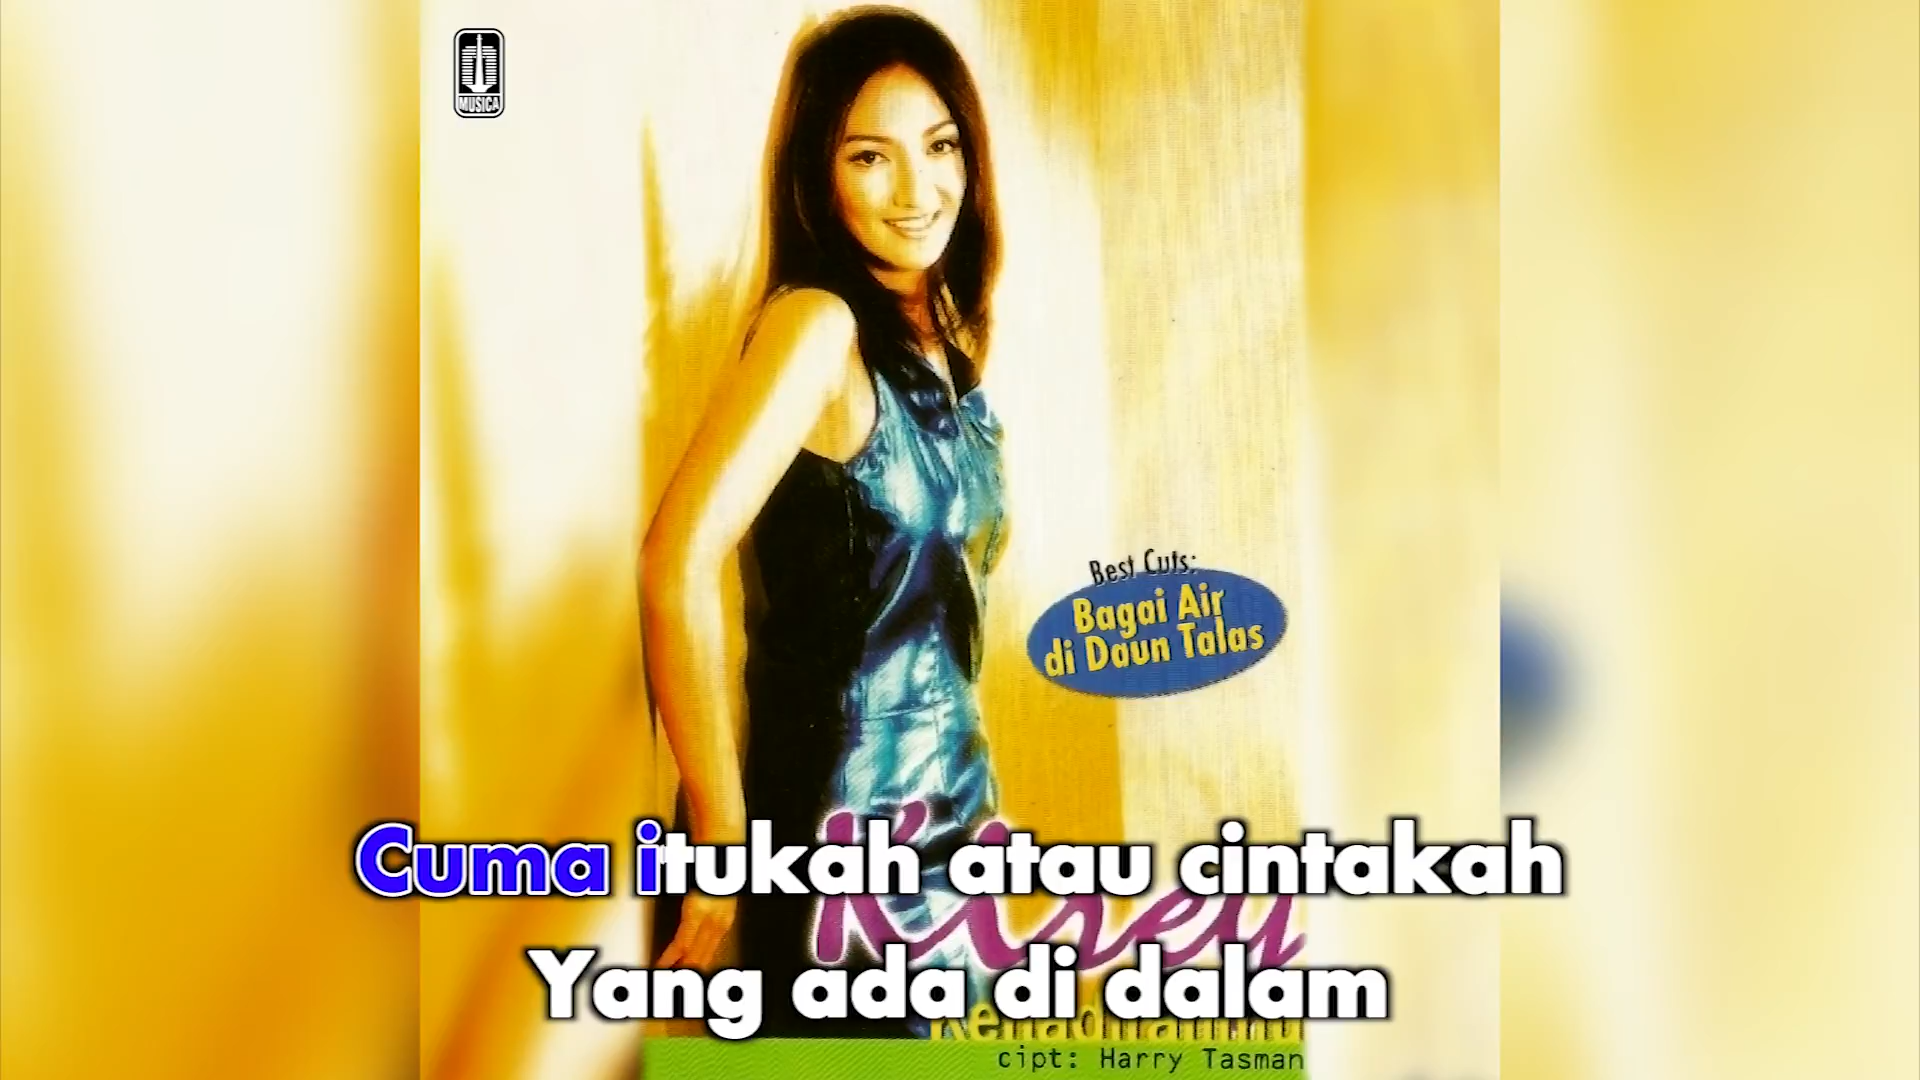 MUSICA
Best Cuts:
Bagai Air
di Daun Talas
Cuma itukah atau cintakah
Yang ada di dalam
cipt: Harry Tasman